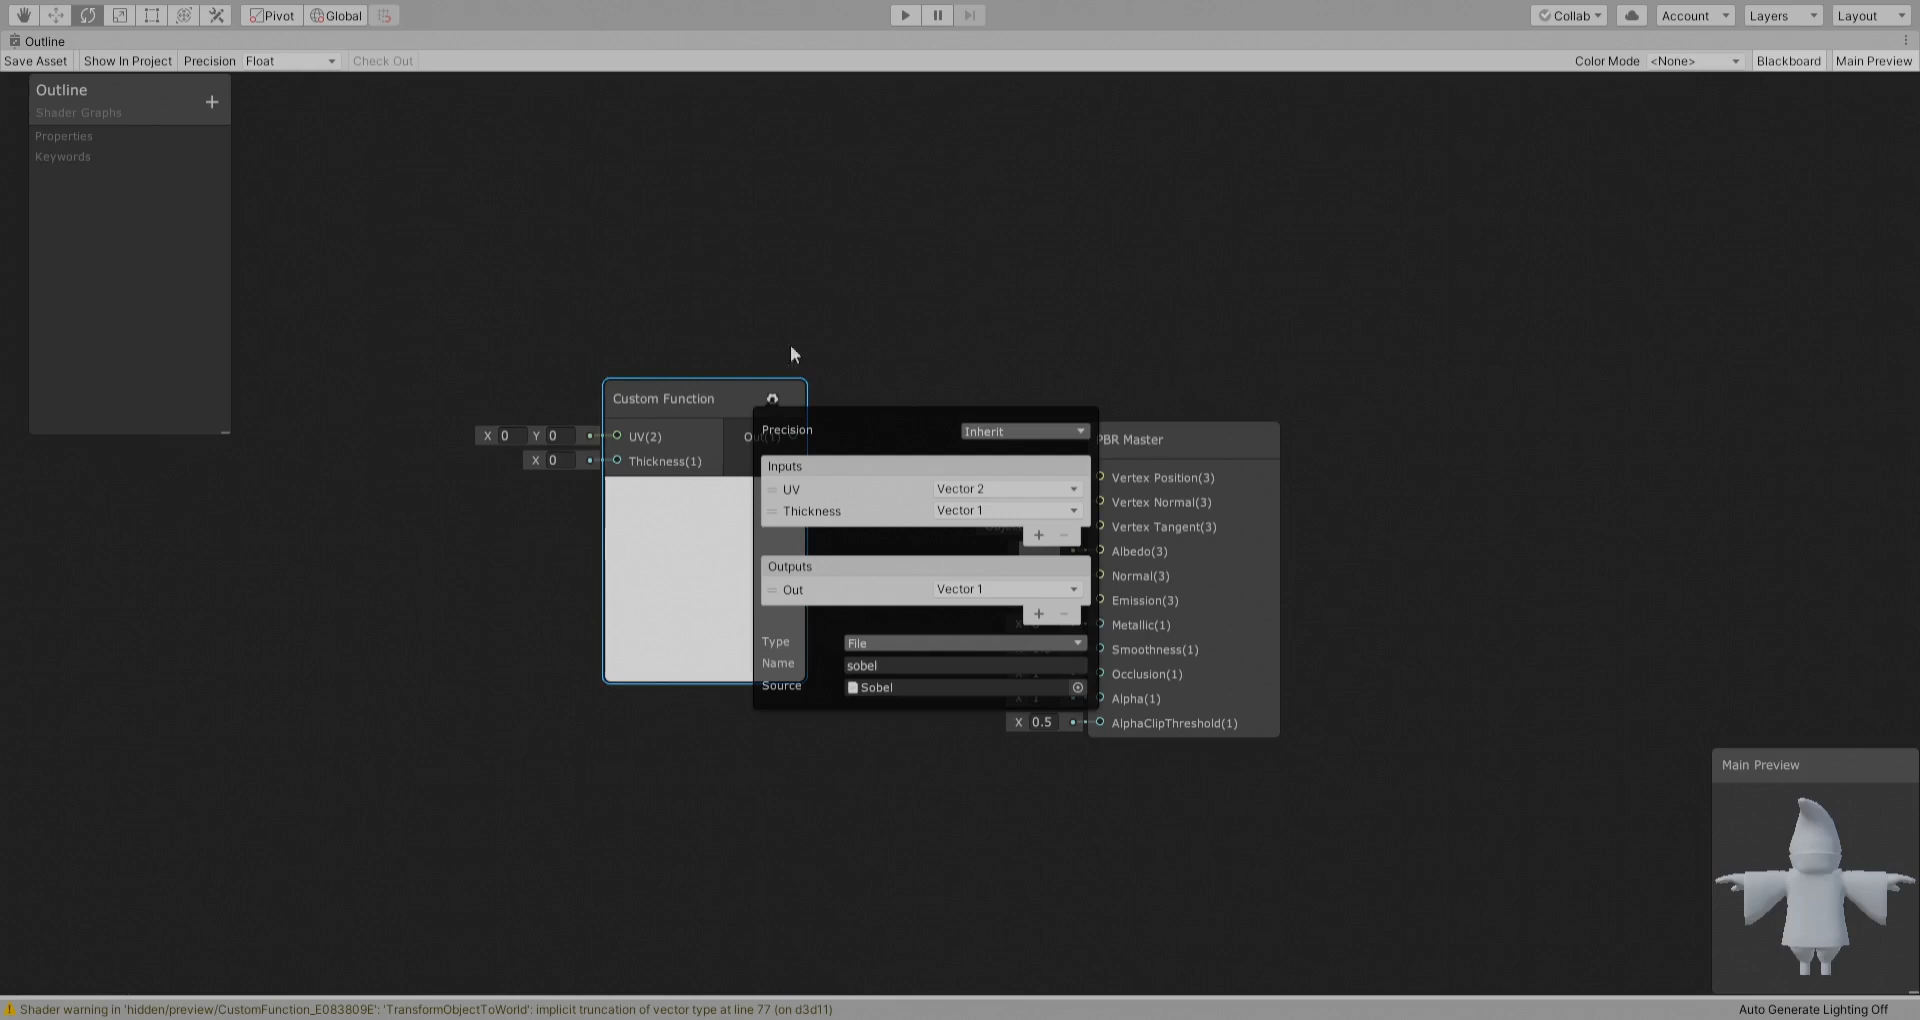 Pivot Global Collab Account Layers Layout
Outline
Save Asset Show In Project Precision Float Check Out Color Mode <None> Blackboard Main Preview
Outline
Shader Graphs
Properties
Keywords
Custom Function
X 0 Y 0 UV(2)
X 0 Thickness(1)
Out(1)
Precision Inherit
Inputs
UV Vector 2
Thickness Vector 1
+ −
Outputs
Out Vector 1
+ −
Type File
Name sobel
Source Sobel
PBR Master
Vertex Position(3)
Vertex Normal(3)
Vertex Tangent(3)
Albedo(3)
Normal(3)
Emission(3)
Metallic(1)
Smoothness(1)
Occlusion(1)
Alpha(1)
X 0.5 AlphaClipThreshold(1)
Main Preview
Shader warning in 'hidden/preview/CustomFunction_E083809E': 'TransformObjectToWorld': implicit truncation of vector type at line 77 (on d3d11)
Auto Generate Lighting Off